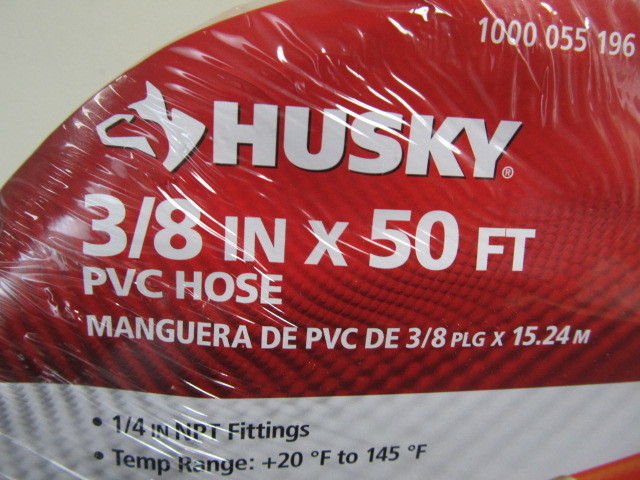 1000 055 196
HUSKY®
3/8 IN X 50 FT
PVC HOSE
MANGUERA DE PVC DE 3/8 PLG X 15.24 M
• 1/4 IN NPT Fittings
• Temp Range: +20 °F to 145 °F